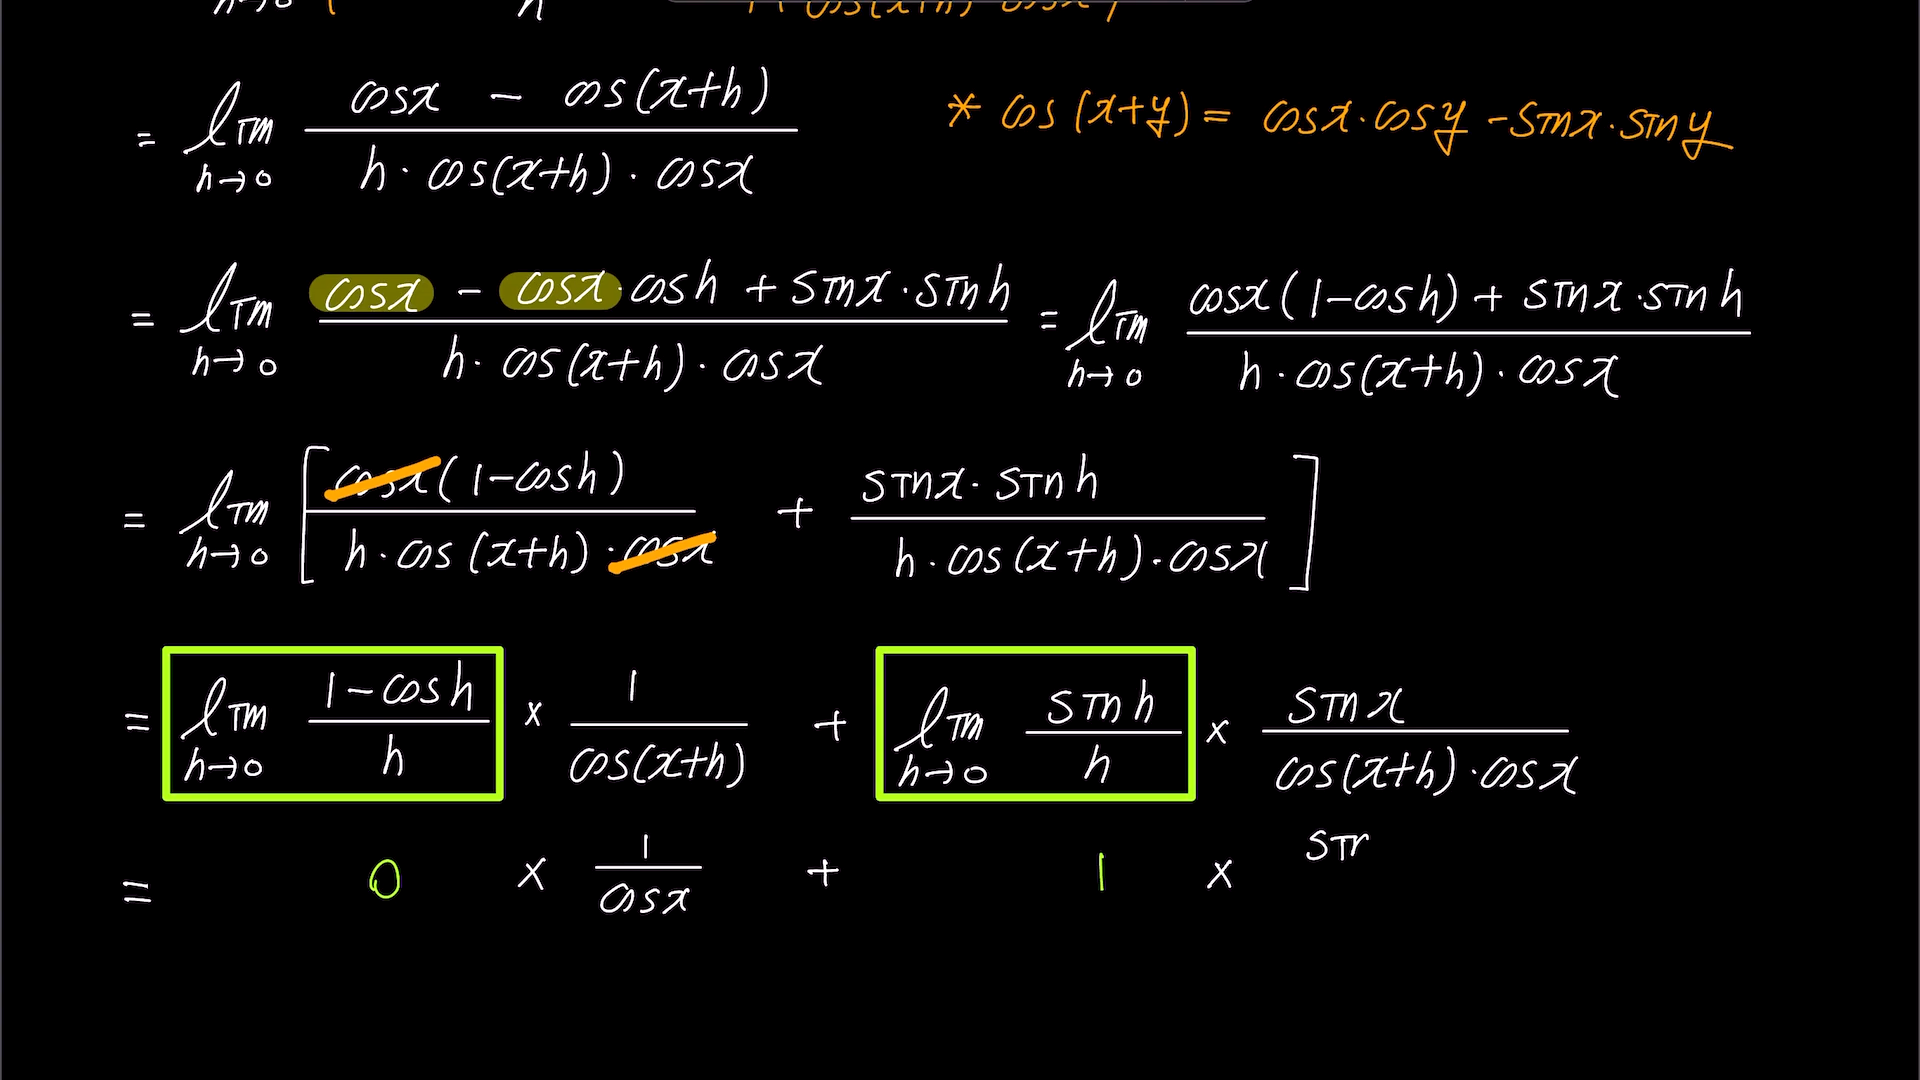 h→0 h
= lim h→0 (cosx - cos(x+h)) / (h · cos(x+h) · cosx)
* cos(x+y) = cosx · cosy - sinx · siny
= lim h→0 (cosx - cosx · cosh + sinx · sinh) / (h · cos(x+h) · cosx) = lim h→0 (cosx(1-cosh) + sinx · sinh) / (h · cos(x+h) · cosx)
= lim h→0 [ (cosx(1-cosh)) / (h · cos(x+h) · cosx) + (sinx · sinh) / (h · cos(x+h) · cosx) ]
= lim h→0 (1-cosh) / h × 1 / cos(x+h) + lim h→0 sinh / h × sinx / (cos(x+h) · cosx)
= 0 × 1 / cosx + 1 × sir